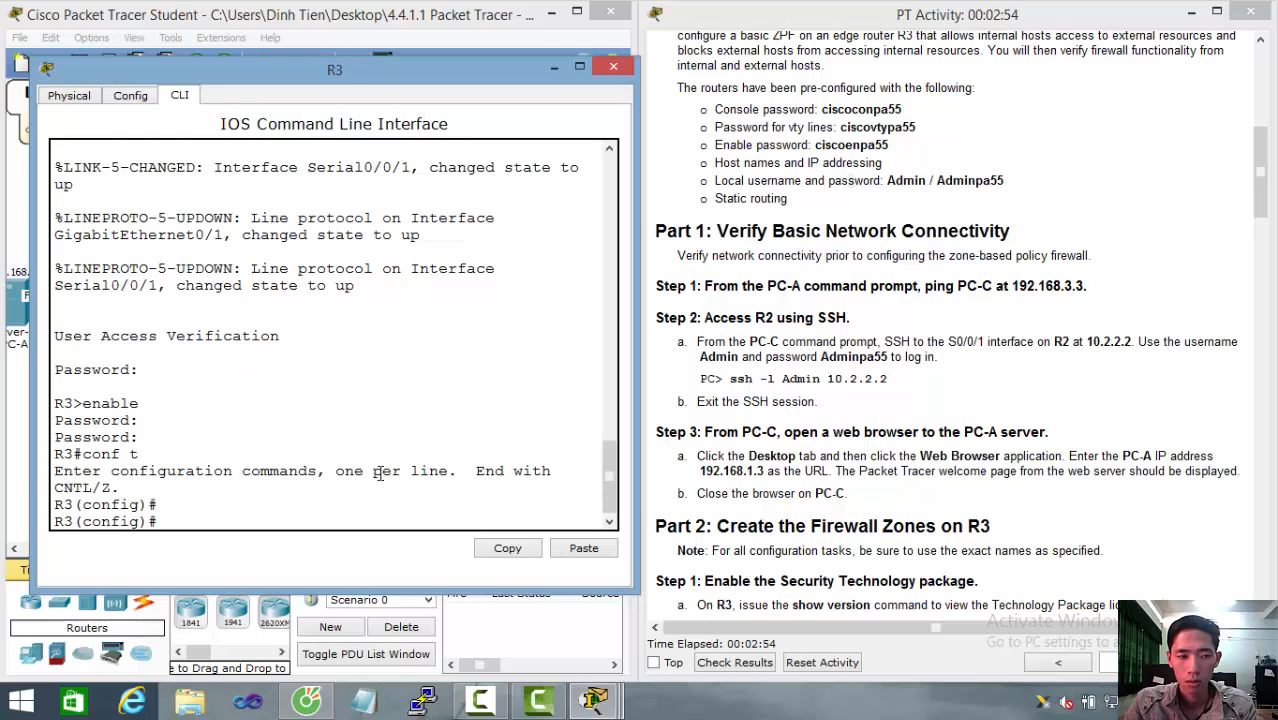 Cisco Packet Tracer Student - C:\Users\Dinh Tien\Desktop\4.4.1.1 Packet Tracer - ...
File Edit Options View Tools Extensions Help
R3
Physical Config CLI
IOS Command Line Interface
%LINK-5-CHANGED: Interface Serial0/0/1, changed state to
up
%LINEPROTO-5-UPDOWN: Line protocol on Interface
GigabitEthernet0/1, changed state to up
%LINEPROTO-5-UPDOWN: Line protocol on Interface
Serial0/0/1, changed state to up
User Access Verification
Password:
R3>enable
Password:
Password:
R3#conf t
Enter configuration commands, one per line.  End with
CNTL/Z.
R3(config)#
R3(config)#
Copy Paste
Scenario 0
New Delete
Toggle PDU List Window
1841 1941 2620XM
Routers
e to Drag and Drop to
Last Status Source
PT Activity: 00:02:54
configure a basic ZPF on an edge router R3 that allows internal hosts access to external resources and
blocks external hosts from accessing internal resources. You will then verify firewall functionality from
internal and external hosts.
The routers have been pre-configured with the following:
o Console password: ciscoconpa55
o Password for vty lines: ciscovtypa55
o Enable password: ciscoenpa55
o Host names and IP addressing
o Local username and password: Admin / Adminpa55
o Static routing
Part 1: Verify Basic Network Connectivity
Verify network connectivity prior to configuring the zone-based policy firewall.
Step 1: From the PC-A command prompt, ping PC-C at 192.168.3.3.
Step 2: Access R2 using SSH.
a. From the PC-C command prompt, SSH to the S0/0/1 interface on R2 at 10.2.2.2. Use the username
Admin and password Adminpa55 to log in.
PC> ssh -l Admin 10.2.2.2
b. Exit the SSH session.
Step 3: From PC-C, open a web browser to the PC-A server.
a. Click the Desktop tab and then click the Web Browser application. Enter the PC-A IP address
192.168.1.3 as the URL. The Packet Tracer welcome page from the web server should be displayed.
b. Close the browser on PC-C.
Part 2: Create the Firewall Zones on R3
Note: For all configuration tasks, be sure to use the exact names as specified.
Step 1: Enable the Security Technology package.
a. On R3, issue the show version command to view the Technology Package
Activate Window
Go to PC settings to a
Time Elapsed: 00:02:54
Top Check Results Reset Activity <